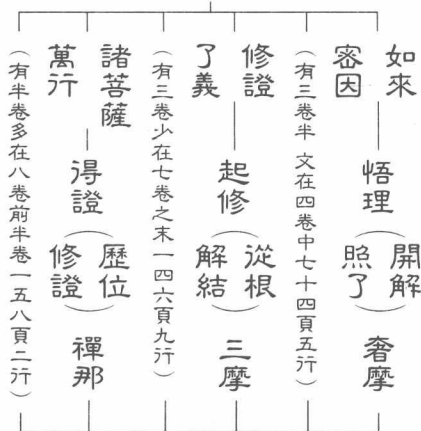 如來
密因
悟理
開解
照了
奢摩
(有三卷半 文在四卷中七十四頁五行)
修證
了義
起修
從根
解結
三摩
(有三卷少在七卷之末一四六頁九行)
諸菩薩
萬行
得證
歷位
修證
禪那
(有半卷多在八卷前半卷一五八頁二行)